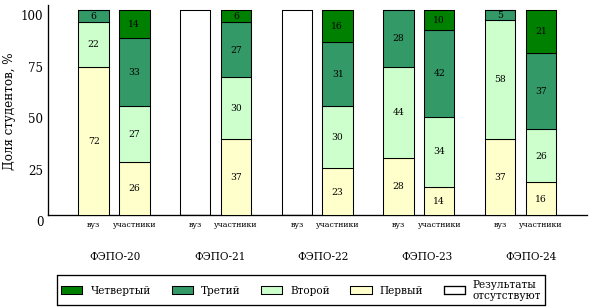 Доля студентов, %
100
75
50
25
0
6 22 72
14 33 27 26
6 27 30 37
16 31 30 23
28 44 28
10 42 34 14
5 58 37
21 37 26 16
вуз участники вуз участники вуз участники вуз участники вуз участники
ФЭПО-20 ФЭПО-21 ФЭПО-22 ФЭПО-23 ФЭПО-24
Четвертый Третий Второй Первый Результаты
отсутствуют